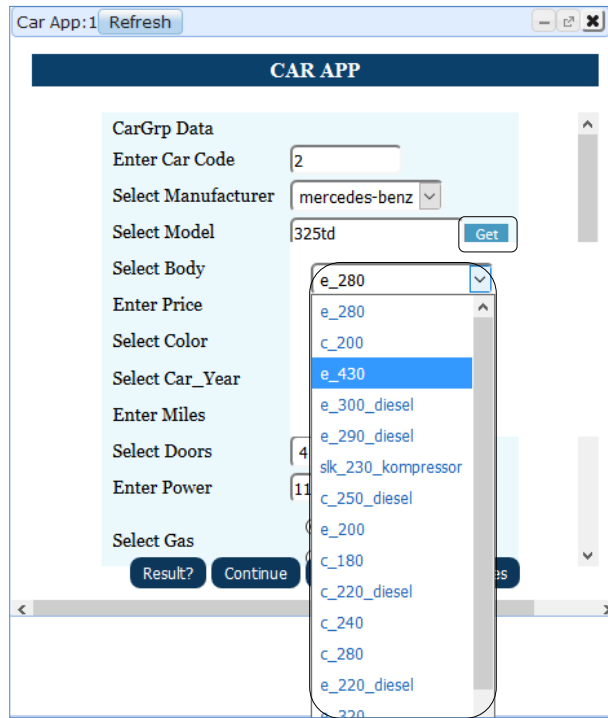 Car App:1 Refresh
CAR APP
CarGrp Data
Enter Car Code 2
Select Manufacturer mercedes-benz
Select Model 325td Get
Select Body e_280
Enter Price e_280
Select Color c_200
Select Car_Year e_430
Enter Miles e_300_diesel
Select Doors 4 e_290_diesel
slk_230_kompressor
Enter Power 11 c_250_diesel
e_200
Select Gas c_180
Result? Continue
c_220_diesel
c_240
c_280
e_220_diesel
e_320